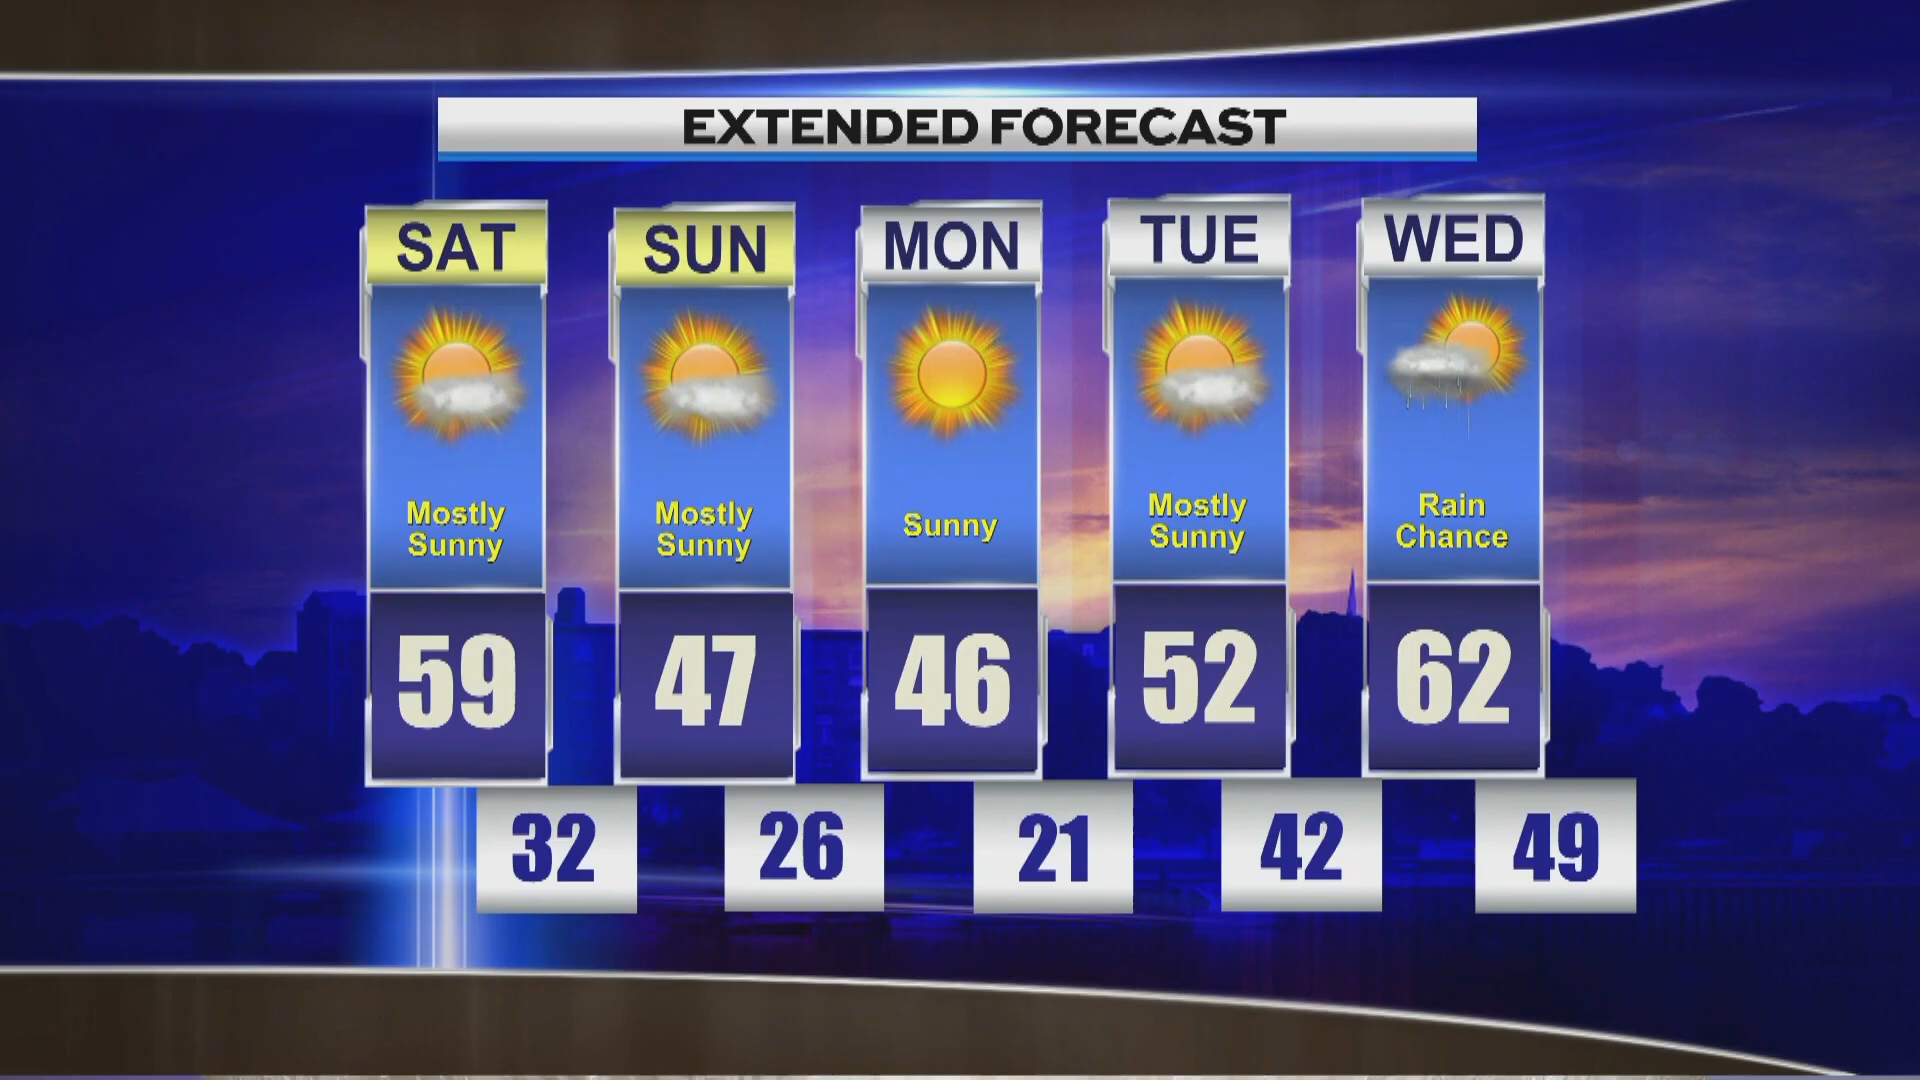 EXTENDED FORECAST
SAT
SUN
MON
TUE
WED
Mostly
Sunny
Mostly
Sunny
Sunny
Mostly
Sunny
Rain
Chance
59
47
46
52
62
32
26
21
42
49